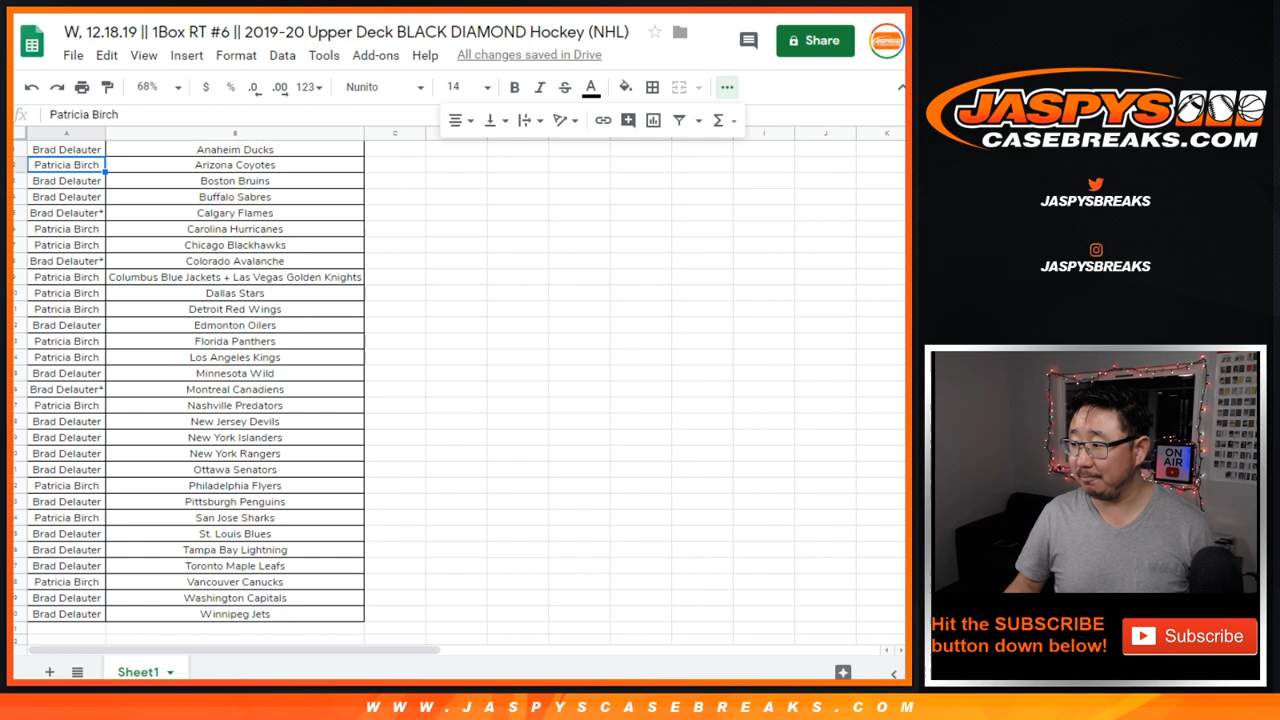 W, 12.18.19 || 1Box RT #6 || 2019-20 Upper Deck BLACK DIAMOND Hockey (NHL)
File Edit View Insert Format Data Tools Add-ons Help All changes saved in Drive
Share
68% $ % .0 .00 123 Nunito 14 B I S A
fx Patricia Birch
A B C I J K
Brad Delauter Anaheim Ducks
Patricia Birch Arizona Coyotes
Brad Delauter Boston Bruins
Brad Delauter Buffalo Sabres
Brad Delauter* Calgary Flames
Patricia Birch Carolina Hurricanes
Patricia Birch Chicago Blackhawks
Brad Delauter* Colorado Avalanche
Patricia Birch Columbus Blue Jackets + Las Vegas Golden Knights
Patricia Birch Dallas Stars
Patricia Birch Detroit Red Wings
Brad Delauter Edmonton Oilers
Patricia Birch Florida Panthers
Patricia Birch Los Angeles Kings
Brad Delauter Minnesota Wild
Brad Delauter* Montreal Canadiens
Patricia Birch Nashville Predators
Brad Delauter New Jersey Devils
Brad Delauter New York Islanders
Brad Delauter New York Rangers
Brad Delauter Ottawa Senators
Patricia Birch Philadelphia Flyers
Brad Delauter Pittsburgh Penguins
Patricia Birch San Jose Sharks
Brad Delauter St. Louis Blues
Brad Delauter Tampa Bay Lightning
Brad Delauter Toronto Maple Leafs
Patricia Birch Vancouver Canucks
Brad Delauter Washington Capitals
Brad Delauter Winnipeg Jets
Sheet1
JASPYS
CASEBREAKS.COM
JASPYSBREAKS
JASPYSBREAKS
ON
AIR
Hit the SUBSCRIBE
button down below!
Subscribe
WWW.JASPYSCASEBREAKS.COM